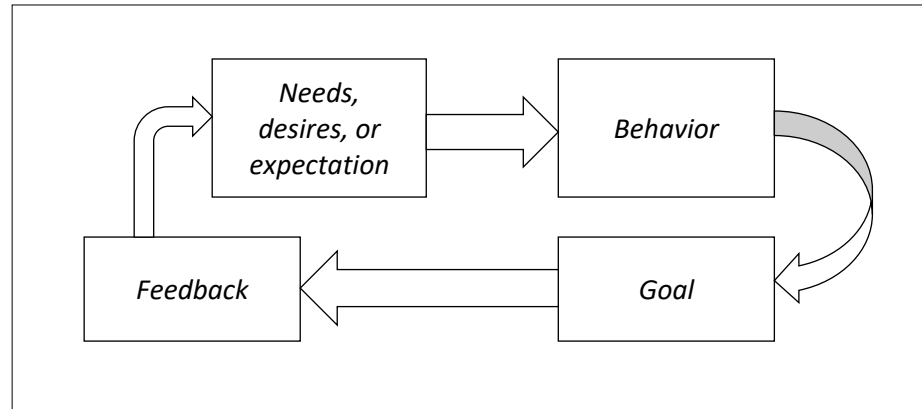 Needs,
desires, or
expectation
Behavior
Feedback
Goal